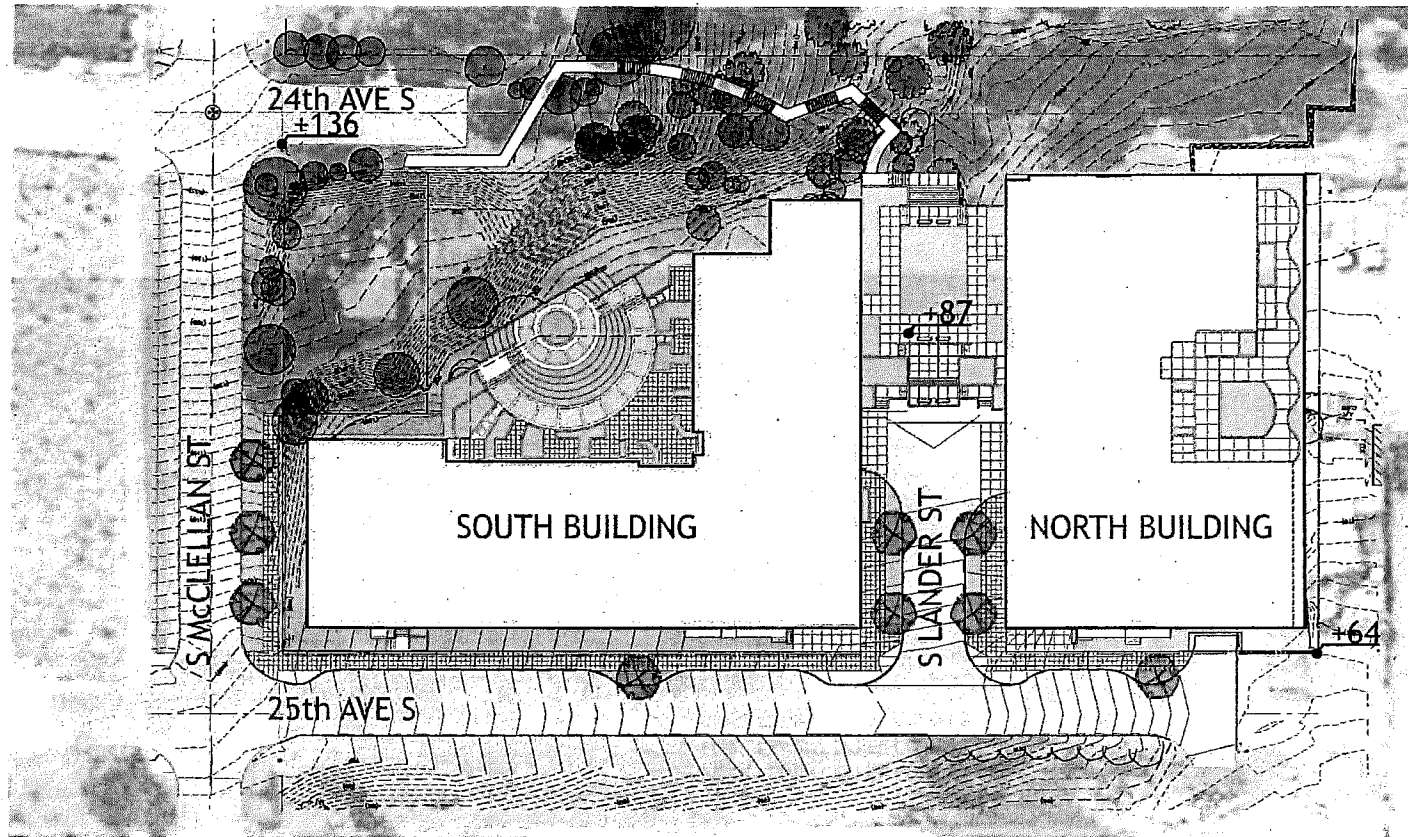 24th AVE S
+136
+87
SOUTH BUILDING
NORTH BUILDING
S McCLELLAN ST
S LANDER ST
+64
25th AVE S